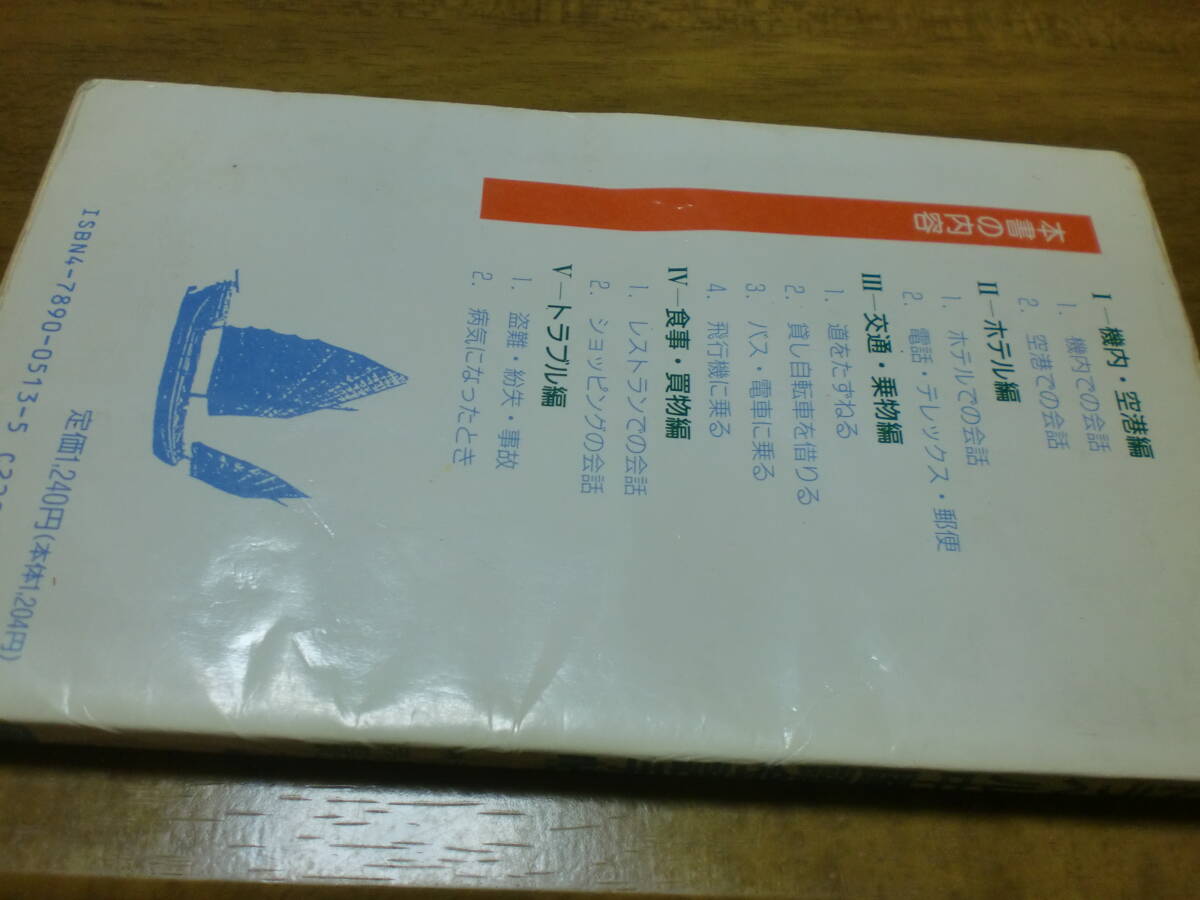 本書の内容
I―機内・空港編
1. 機内での会話
2. 空港での会話
II―ホテル編
1. ホテルでの会話
2. 電話・テレックス・郵便
III―交通・乗物編
1. 道をたずねる
2. 貸し自転車を借りる
3. バス・電車に乗る
4. 飛行機に乗る
IV―食事・買物編
1. レストランでの会話
2. ショッピングの会話
V―トラブル編
1. 盗難・紛失・事故
2. 病気になったとき
ISBN4-7890-0513-5
定価1,240円(本体1,204円)